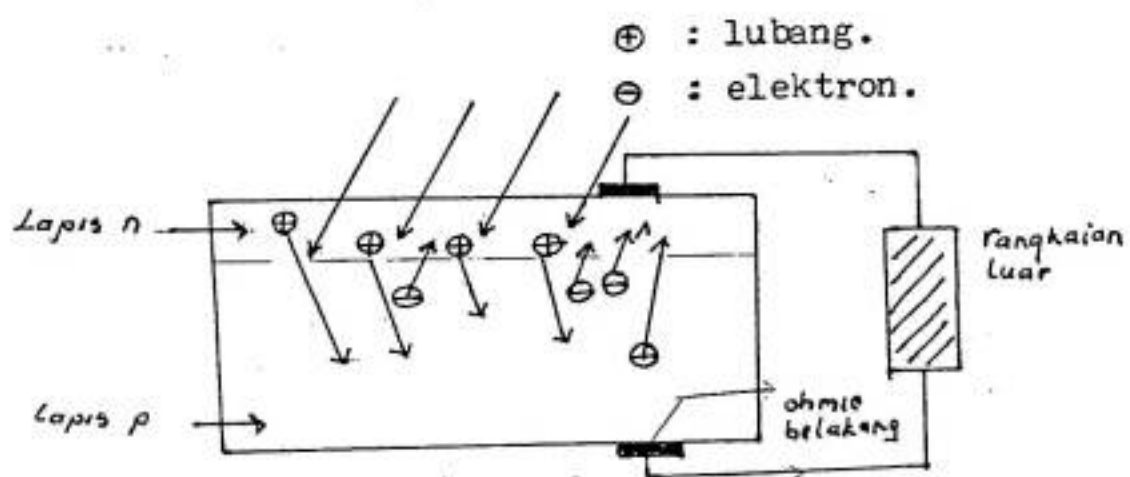 ⊕ : lubang.
⊖ : elektron.
Lapis n
rangkaian
luar
Lapis p
ohmic
belakang